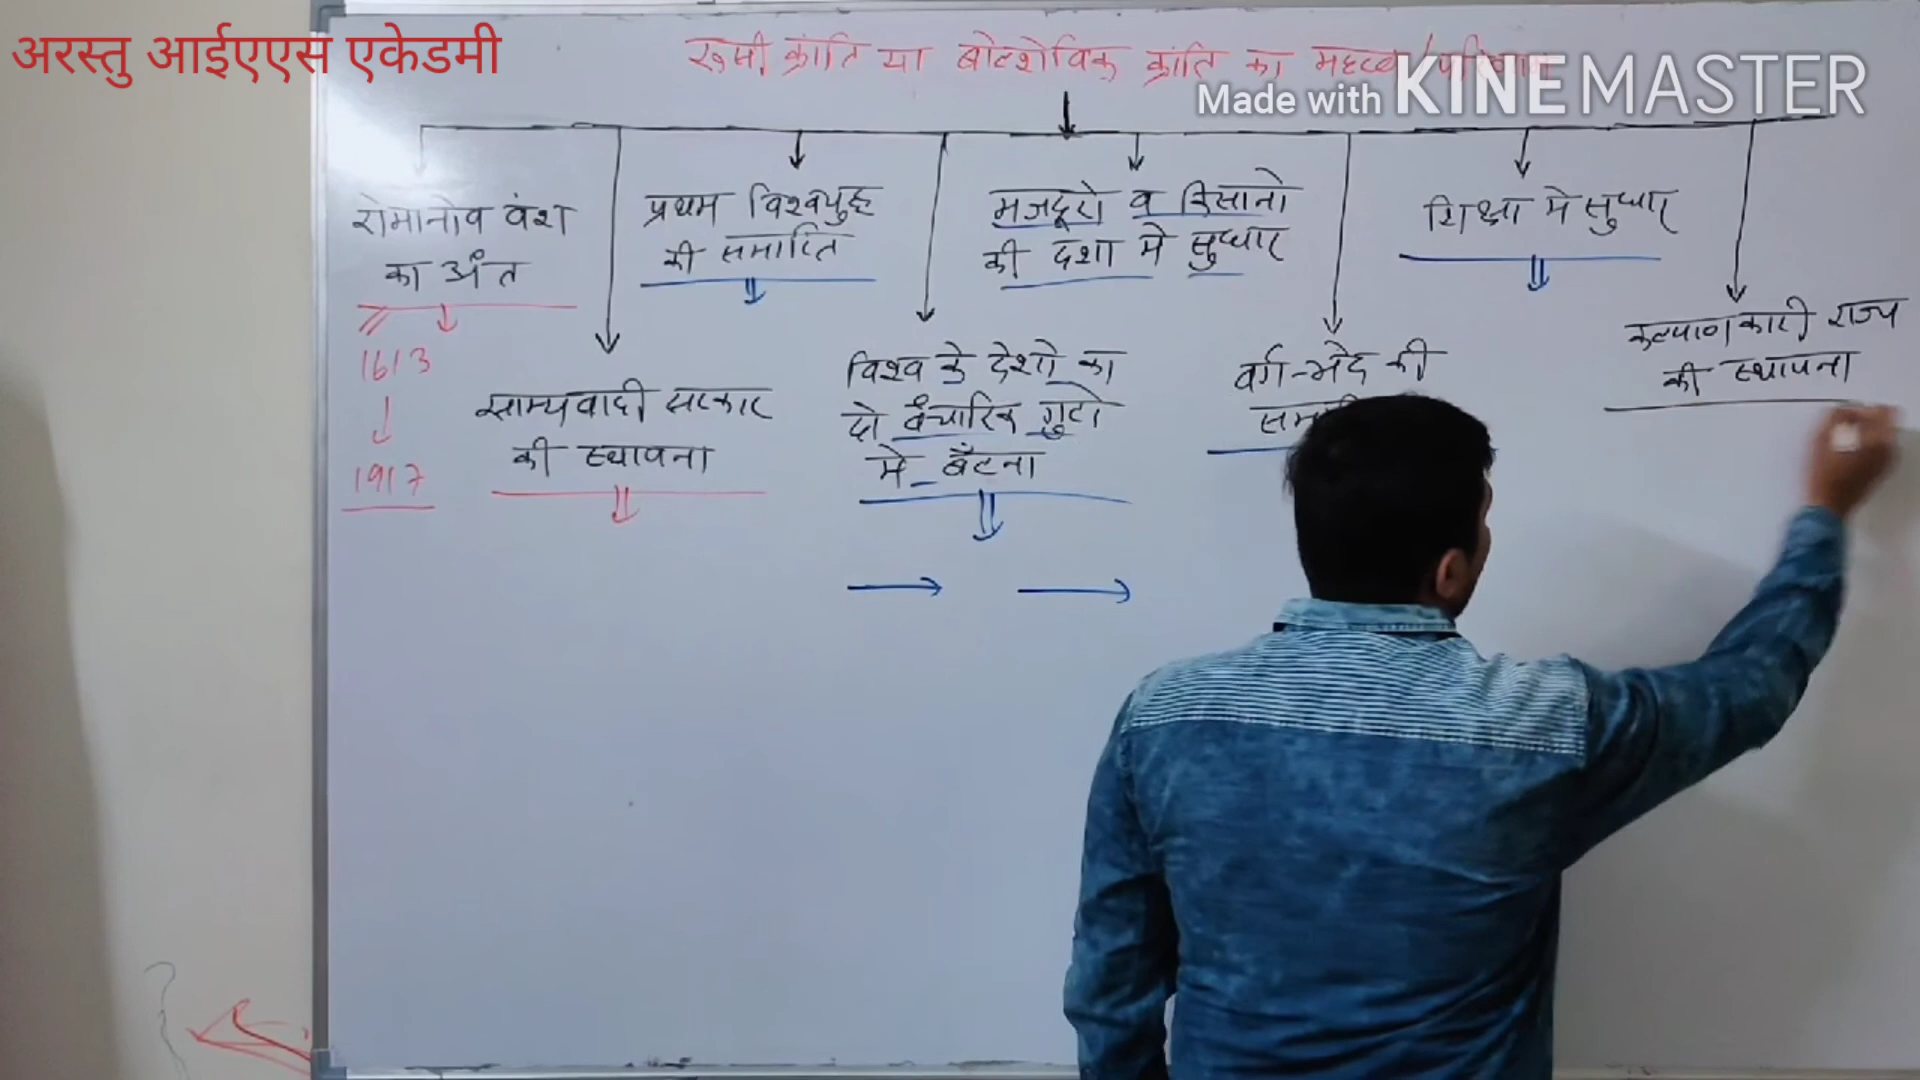 अरस्तु आईएएस एकेडमी
रूसी क्रांति या बोल्शेविक क्रांति का महत्व/परिणाम
Made with KINEMASTER
रोमानोव वंश
का अंत
1613
1917
साम्यवादी सरकार
की स्थापना
प्रथम विश्वयुद्ध
की समाप्ति
विश्व के देशो का
दो वैचारिक गुटो
मे बँटना
मजदूरो व किसानो
की दशा मे सुधार
वर्ग-भेद की
शिक्षा मे सुधार
कल्याणकारी राज्य
की स्थापना